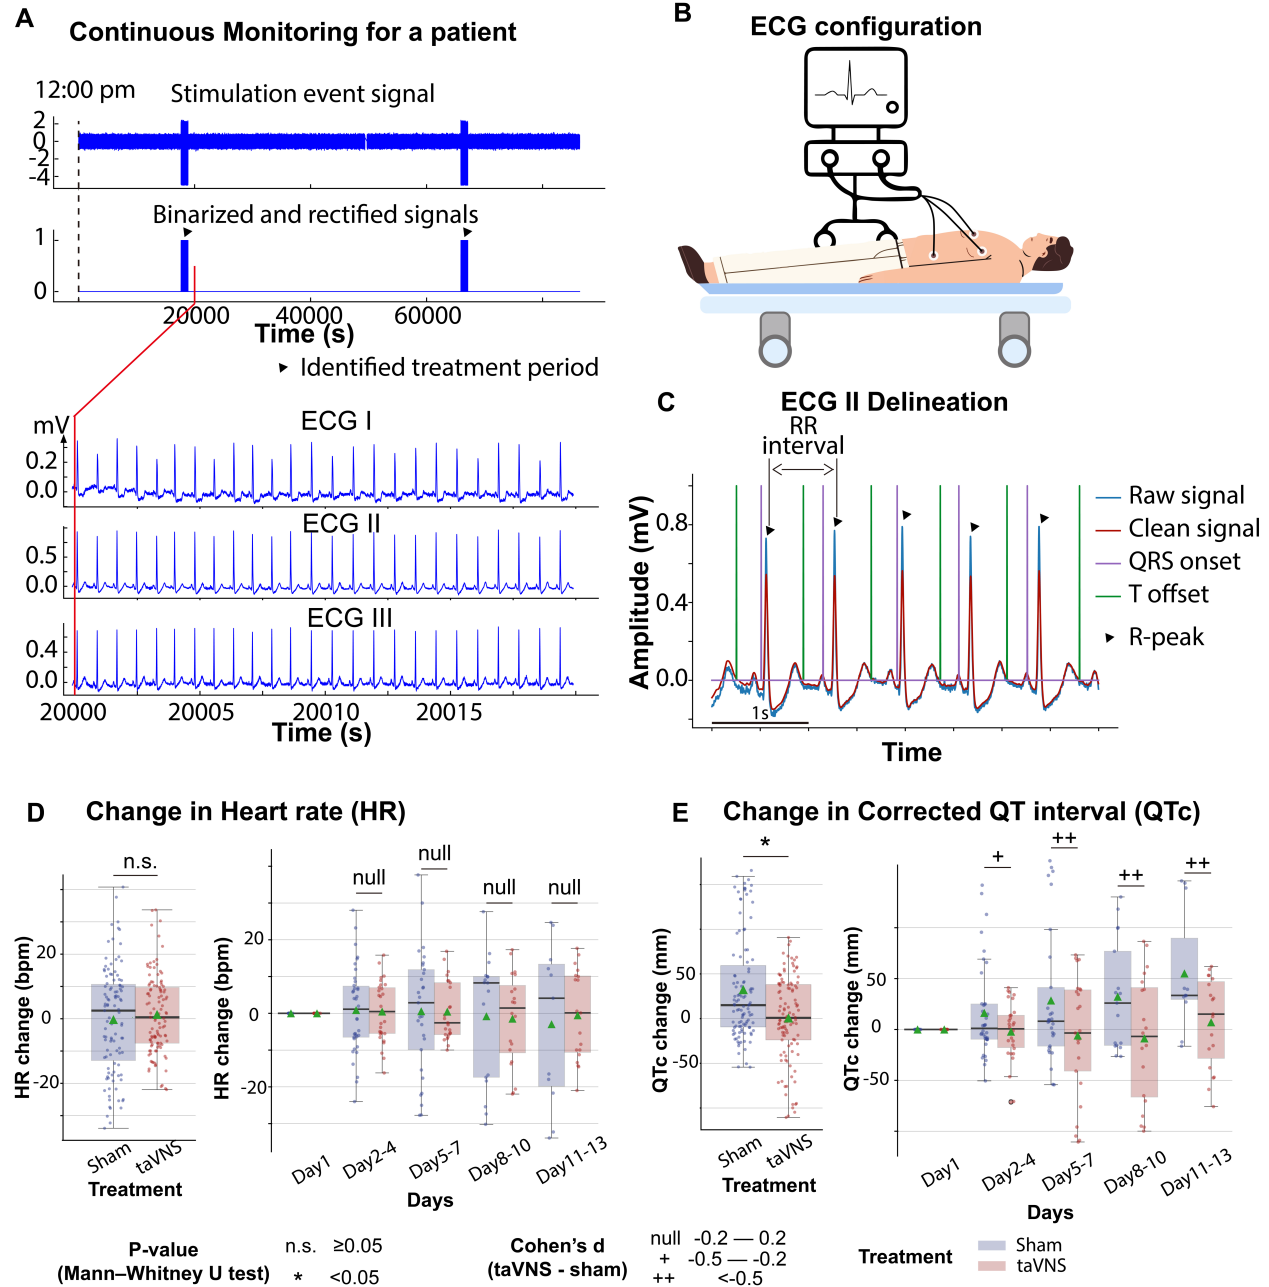 A
Continuous Monitoring for a patient
12:00 pm
Stimulation event signal
2
0
-2
-4
Binarized and rectified signals
1
0
20000
40000
60000
Time (s)
Identified treatment period
mV
ECG I
0.2
0.0
ECG II
0.5
0.0
ECG III
0.4
0.0
20000
20005
20010
20015
Time (s)
B
ECG configuration
C
ECG II Delineation
RR
interval
Amplitude (mV)
0.8
0.4
0.0
1s
Time
Raw signal
Clean signal
QRS onset
T offset
R-peak
D
Change in Heart rate (HR)
HR change (bpm)
n.s.
20
0
-20
Sham
taVNS
Treatment
HR change (bpm)
null
null
null
null
20
0
-20
Day1
Day2-4
Day5-7
Day8-10
Day11-13
Days
E
Change in Corrected QT interval (QTc)
QTc change (mm)
*
50
0
-50
Sham
taVNS
Treatment
QTc change (mm)
+
++
++
++
50
0
-50
Day1
Day2-4
Day5-7
Day8-10
Day11-13
Days
P-value
(Mann–Whitney U test)
n.s. ≥0.05
* <0.05
Cohen's d
(taVNS - sham)
null -0.2 — 0.2
+ -0.5 — -0.2
++ <-0.5
Treatment
Sham
taVNS